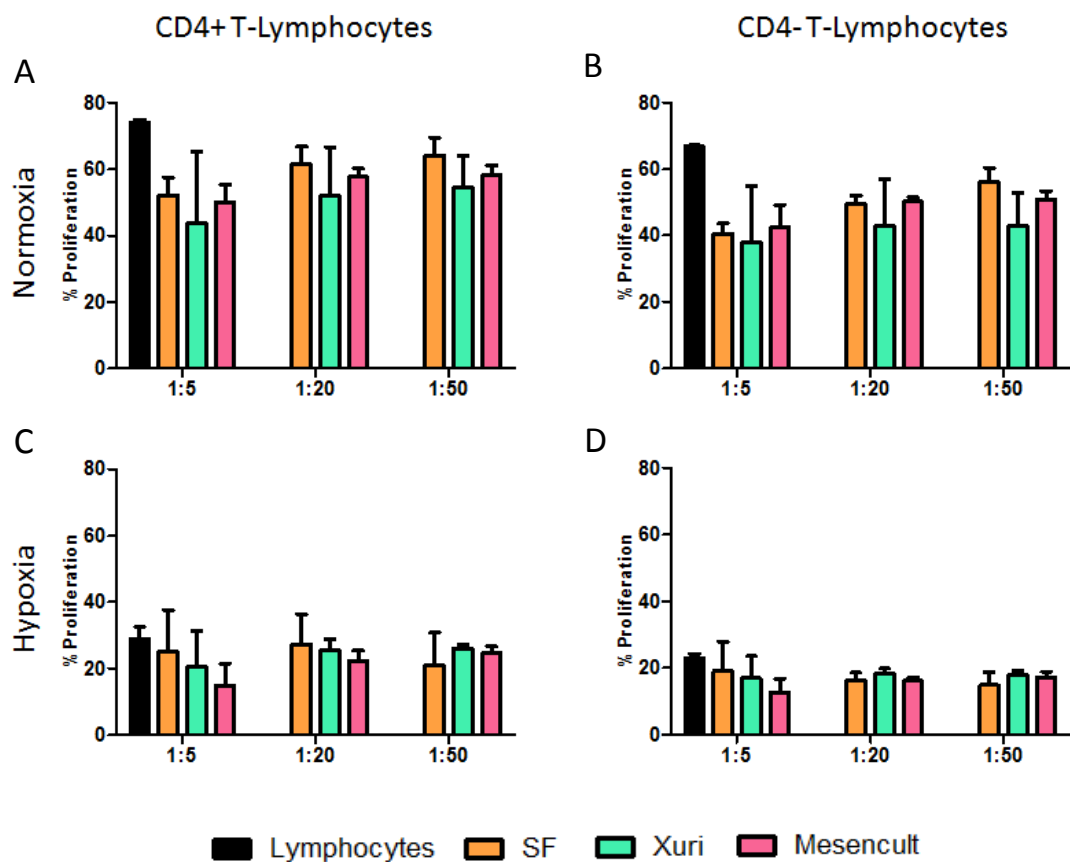 CD4+ T-Lymphocytes
CD4- T-Lymphocytes
Normoxia
A
% Proliferation
80
60
40
20
0
1:5 1:20 1:50
B
% Proliferation
80
60
40
20
0
1:5 1:20 1:50
Hypoxia
C
% Proliferation
80
60
40
20
0
1:5 1:20 1:50
D
% Proliferation
80
60
40
20
0
1:5 1:20 1:50
Lymphocytes SF Xuri Mesencult